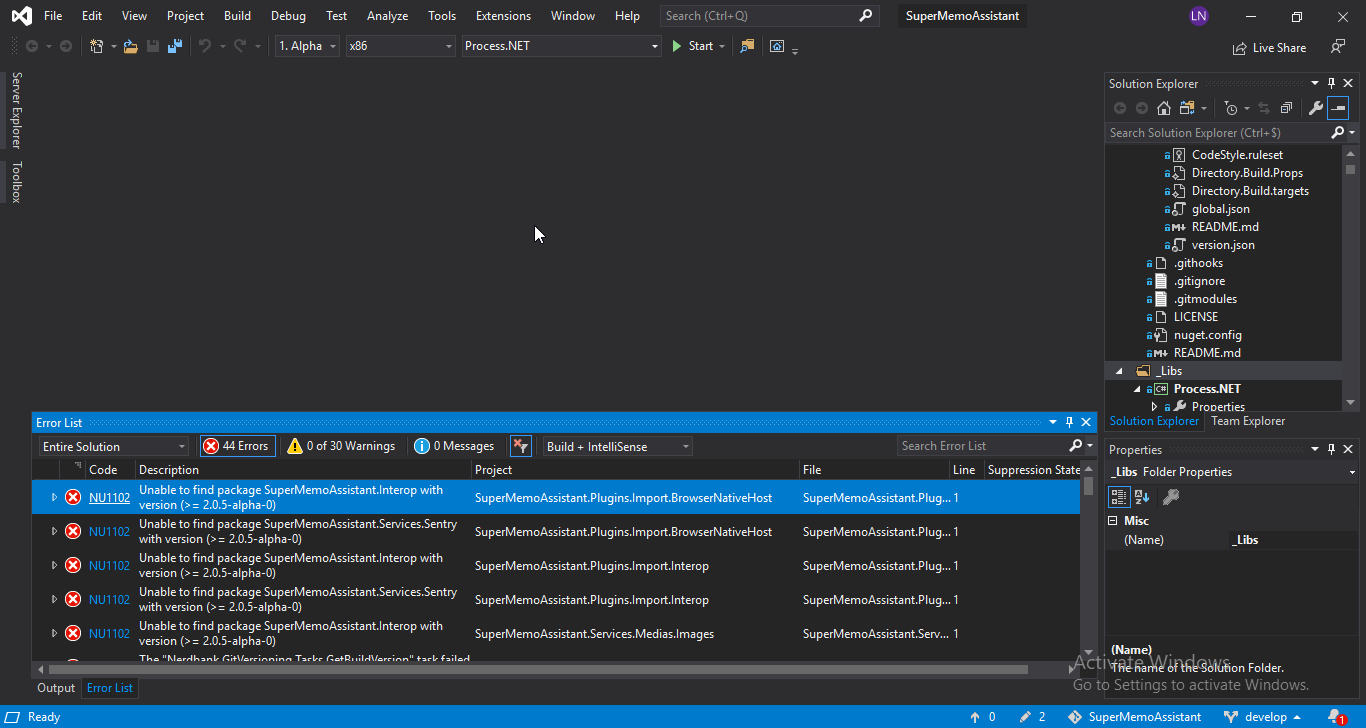 File Edit View Project Build Debug Test Analyze Tools Extensions Window Help Search (Ctrl+Q) SuperMemoAssistant LN
1. Alpha x86 Process.NET Start Live Share
Server Explorer
Toolbox
Solution Explorer
Search Solution Explorer (Ctrl+$)
CodeStyle.ruleset
Directory.Build.Props
Directory.Build.targets
global.json
README.md
version.json
.githooks
.gitignore
.gitmodules
LICENSE
nuget.config
README.md
_Libs
Process.NET
Properties
Solution Explorer Team Explorer
Error List
Entire Solution 44 Errors 0 of 30 Warnings 0 Messages Build + IntelliSense Search Error List
Code Description Project File Line Suppression State
NU1102 Unable to find package SuperMemoAssistant.Interop with version (>= 2.0.5-alpha-0) SuperMemoAssistant.Plugins.Import.BrowserNativeHost SuperMemoAssistant.Plug... 1
NU1102 Unable to find package SuperMemoAssistant.Services.Sentry with version (>= 2.0.5-alpha-0) SuperMemoAssistant.Plugins.Import.BrowserNativeHost SuperMemoAssistant.Plug... 1
NU1102 Unable to find package SuperMemoAssistant.Interop with version (>= 2.0.5-alpha-0) SuperMemoAssistant.Plugins.Import.Interop SuperMemoAssistant.Plug... 1
NU1102 Unable to find package SuperMemoAssistant.Services.Sentry with version (>= 2.0.5-alpha-0) SuperMemoAssistant.Plugins.Import.Interop SuperMemoAssistant.Plug... 1
NU1102 Unable to find package SuperMemoAssistant.Interop with version (>= 2.0.5-alpha-0) SuperMemoAssistant.Services.Medias.Images SuperMemoAssistant.Serv... 1
The "Nerdbank.GitVersioning.Tasks.GetBuildVersion" task failed
Output Error List
Properties
_Libs Folder Properties
Misc
(Name) _Libs
(Name)
The name of the Solution Folder.
Activate Windows
Go to Settings to activate Windows.
Ready 0 2 SuperMemoAssistant develop 1